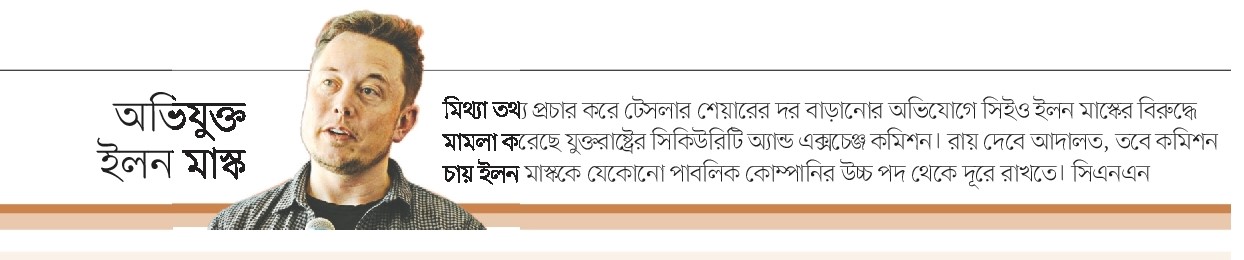 অভিযুক্ত
ইলন মাস্ক
মিথ্যা তথ্য প্রচার করে টেসলার শেয়ারের দর বাড়ানোর অভিযোগে সিইও ইলন মাস্কের বিরুদ্ধে
মামলা করেছে যুক্তরাষ্ট্রের সিকিউরিটি অ্যান্ড এক্সচেঞ্জ কমিশন। রায় দেবে আদালত, তবে কমিশন
চায় ইলন মাস্ককে যেকোনো পাবলিক কোম্পানির উচ্চ পদ থেকে দূরে রাখতে। সিএনএন